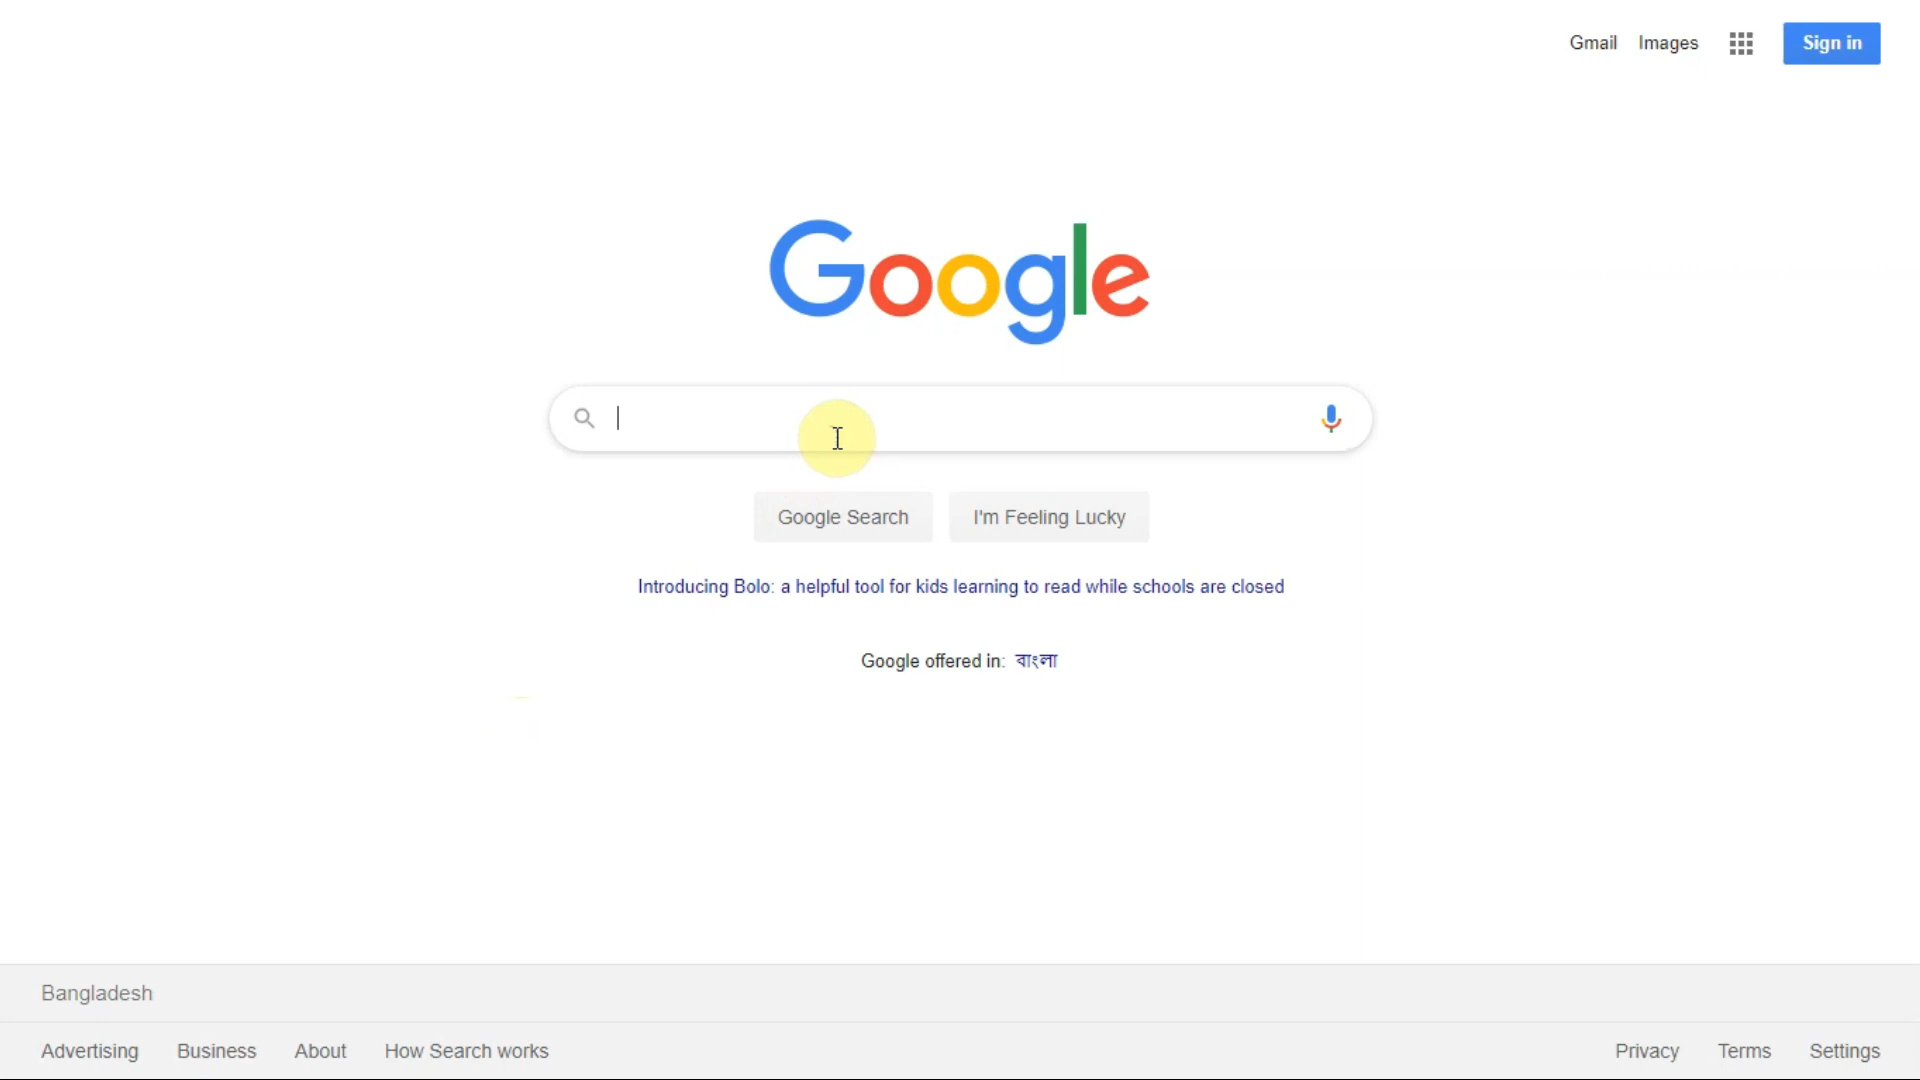 Gmail Images Sign in
Google
Google Search I'm Feeling Lucky
Introducing Bolo: a helpful tool for kids learning to read while schools are closed
Google offered in: বাংলা
Bangladesh
Advertising Business About How Search works Privacy Terms Settings